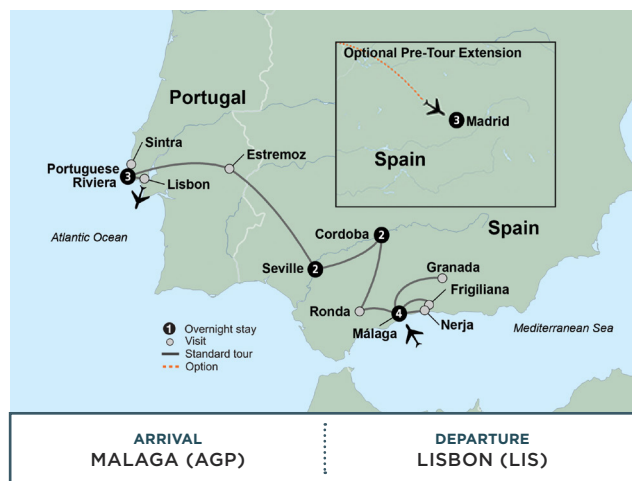 Optional Pre-Tour Extension
3
Madrid
Spain
Portugal
Sintra
Portuguese
Riviera
3
Lisbon
Estremoz
Atlantic Ocean
Spain
Cordoba
2
Seville
2
Granada
Frigiliana
Ronda
Málaga
4
Nerja
Mediterranean Sea
1 Overnight stay
Visit
Standard tour
Option
ARRIVAL
MALAGA (AGP)
DEPARTURE
LISBON (LIS)